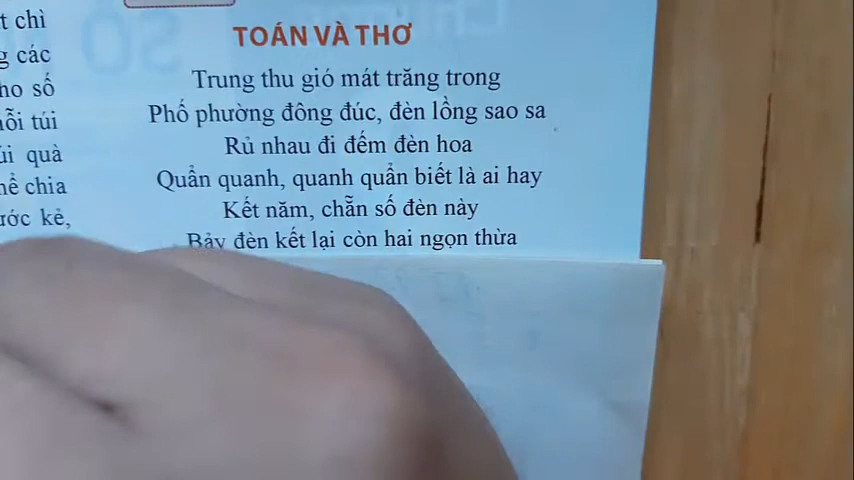 t chì
g các
ho số
ỗi túi
úi quà
hể chia
ước kẻ,
TOÁN VÀ THƠ
Trung thu gió mát trăng trong
Phố phường đông đúc, đèn lồng sao sa
Rủ nhau đi đếm đèn hoa
Quẩn quanh, quanh quẩn biết là ai hay
Kết năm, chẵn số đèn này
Bảy đèn kết lại còn hai ngọn thừa